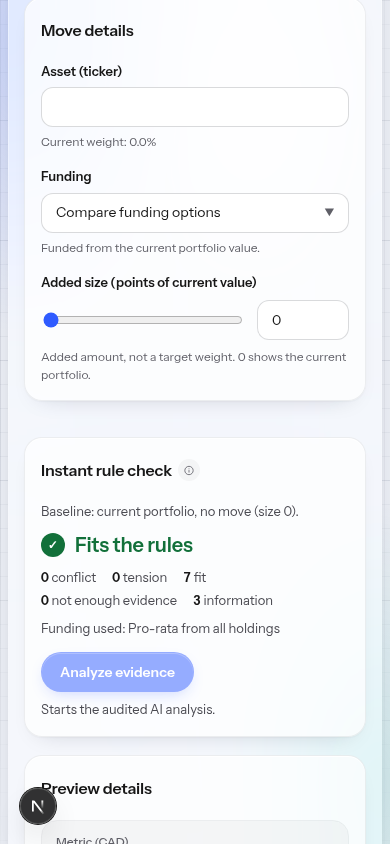 Move details
Asset (ticker)
Current weight: 0.0%
Funding
Compare funding options
Funded from the current portfolio value.
Added size (points of current value)
0
Added amount, not a target weight. 0 shows the current
portfolio.
Instant rule check
Baseline: current portfolio, no move (size 0).
Fits the rules
0 conflict 0 tension 7 fit
0 not enough evidence 3 information
Funding used: Pro-rata from all holdings
Analyze evidence
Starts the audited AI analysis.
Preview details
N
Metric (CAD)